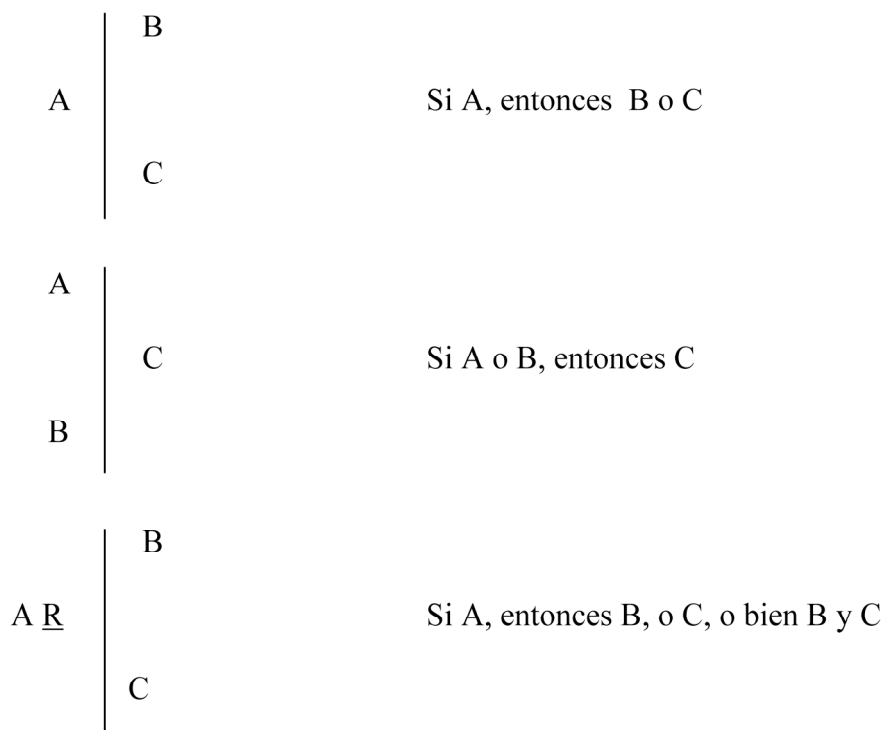 B
A Si A, entonces B o C
C
A
C Si A o B, entonces C
B
B
A R Si A, entonces B, o C, o bien B y C
C